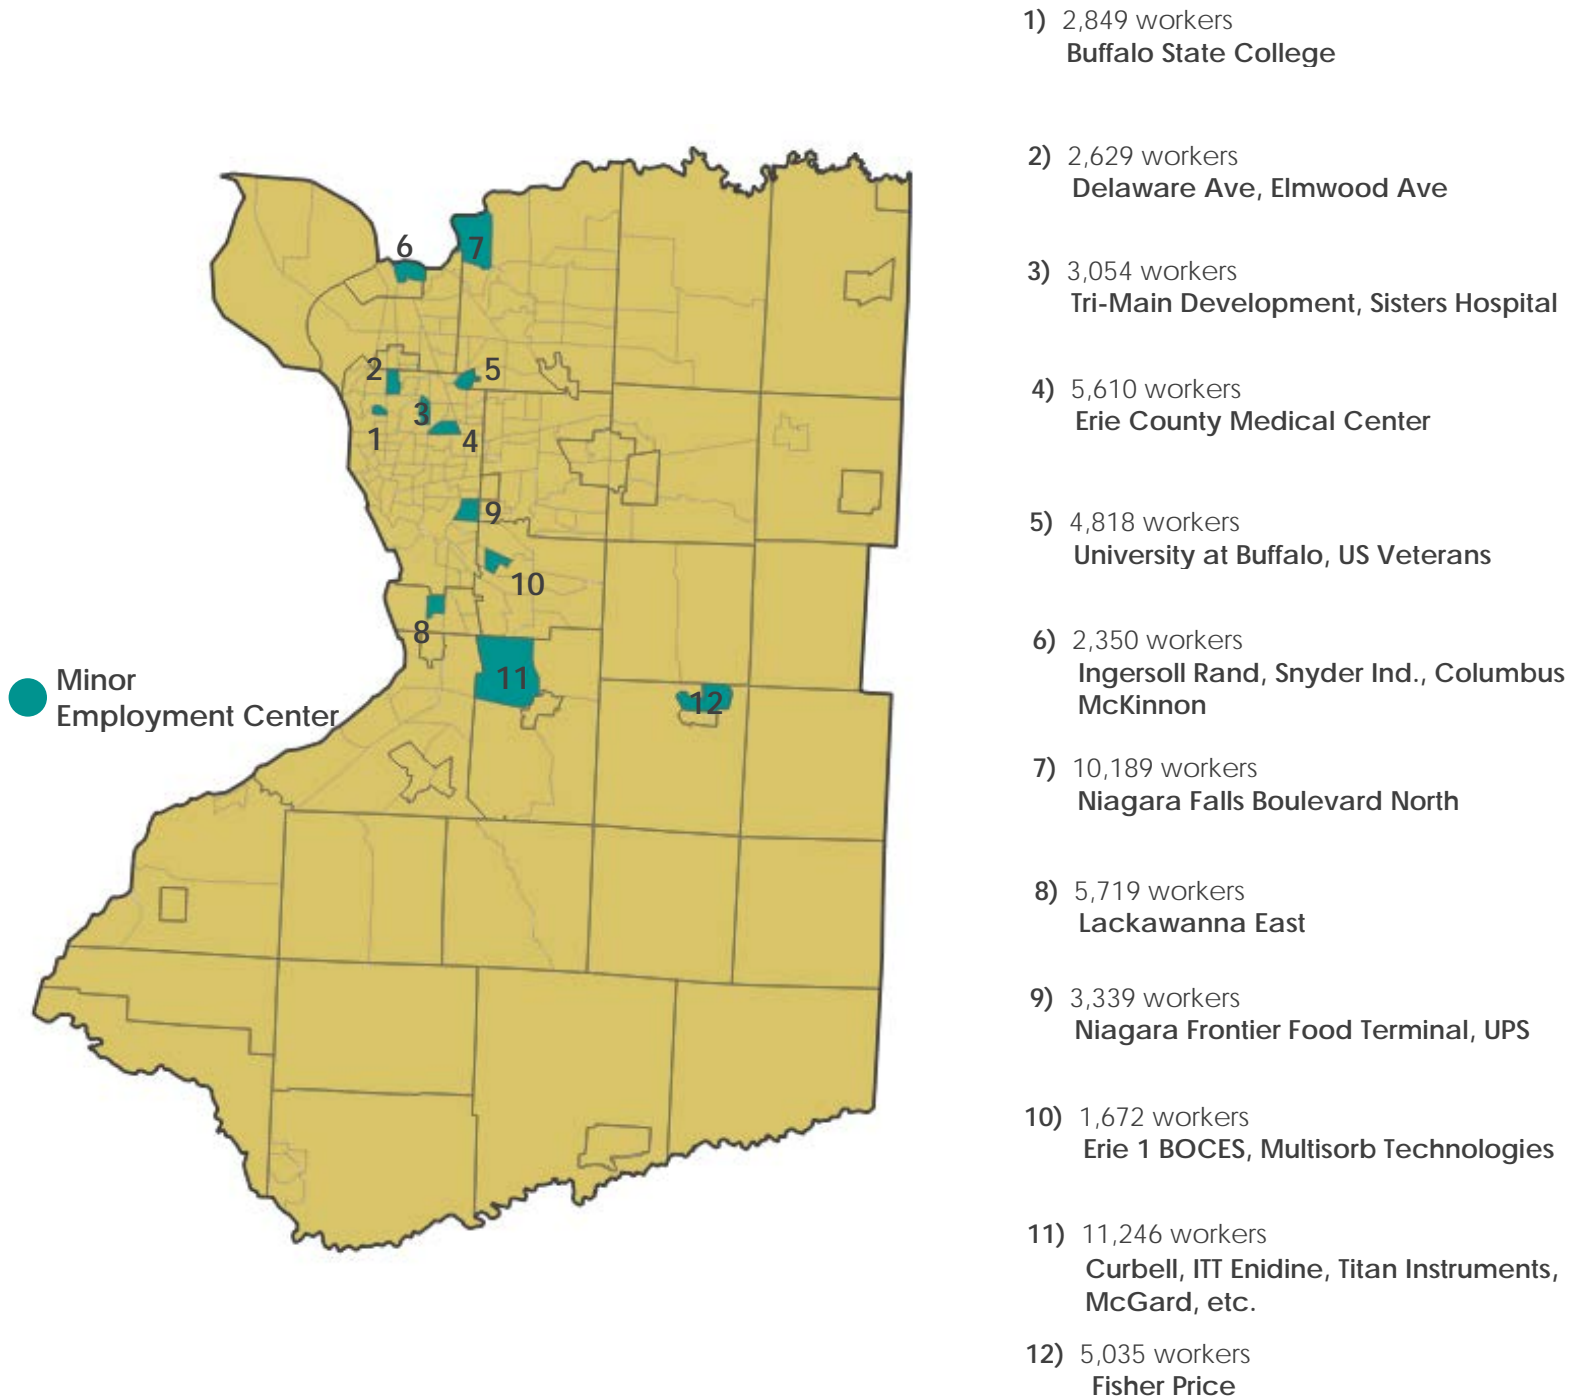 1) 2,849 workers
Buffalo State College
2) 2,629 workers
Delaware Ave, Elmwood Ave
3) 3,054 workers
Tri-Main Development, Sisters Hospital
4) 5,610 workers
Erie County Medical Center
5) 4,818 workers
University at Buffalo, US Veterans
6) 2,350 workers
Ingersoll Rand, Snyder Ind., Columbus
McKinnon
7) 10,189 workers
Niagara Falls Boulevard North
8) 5,719 workers
Lackawanna East
9) 3,339 workers
Niagara Frontier Food Terminal, UPS
10) 1,672 workers
Erie 1 BOCES, Multisorb Technologies
11) 11,246 workers
Curbell, ITT Enidine, Titan Instruments,
McGard, etc.
12) 5,035 workers
Fisher Price
6
7
2
5
3
1
4
9
10
8
11
12
Minor
Employment Center